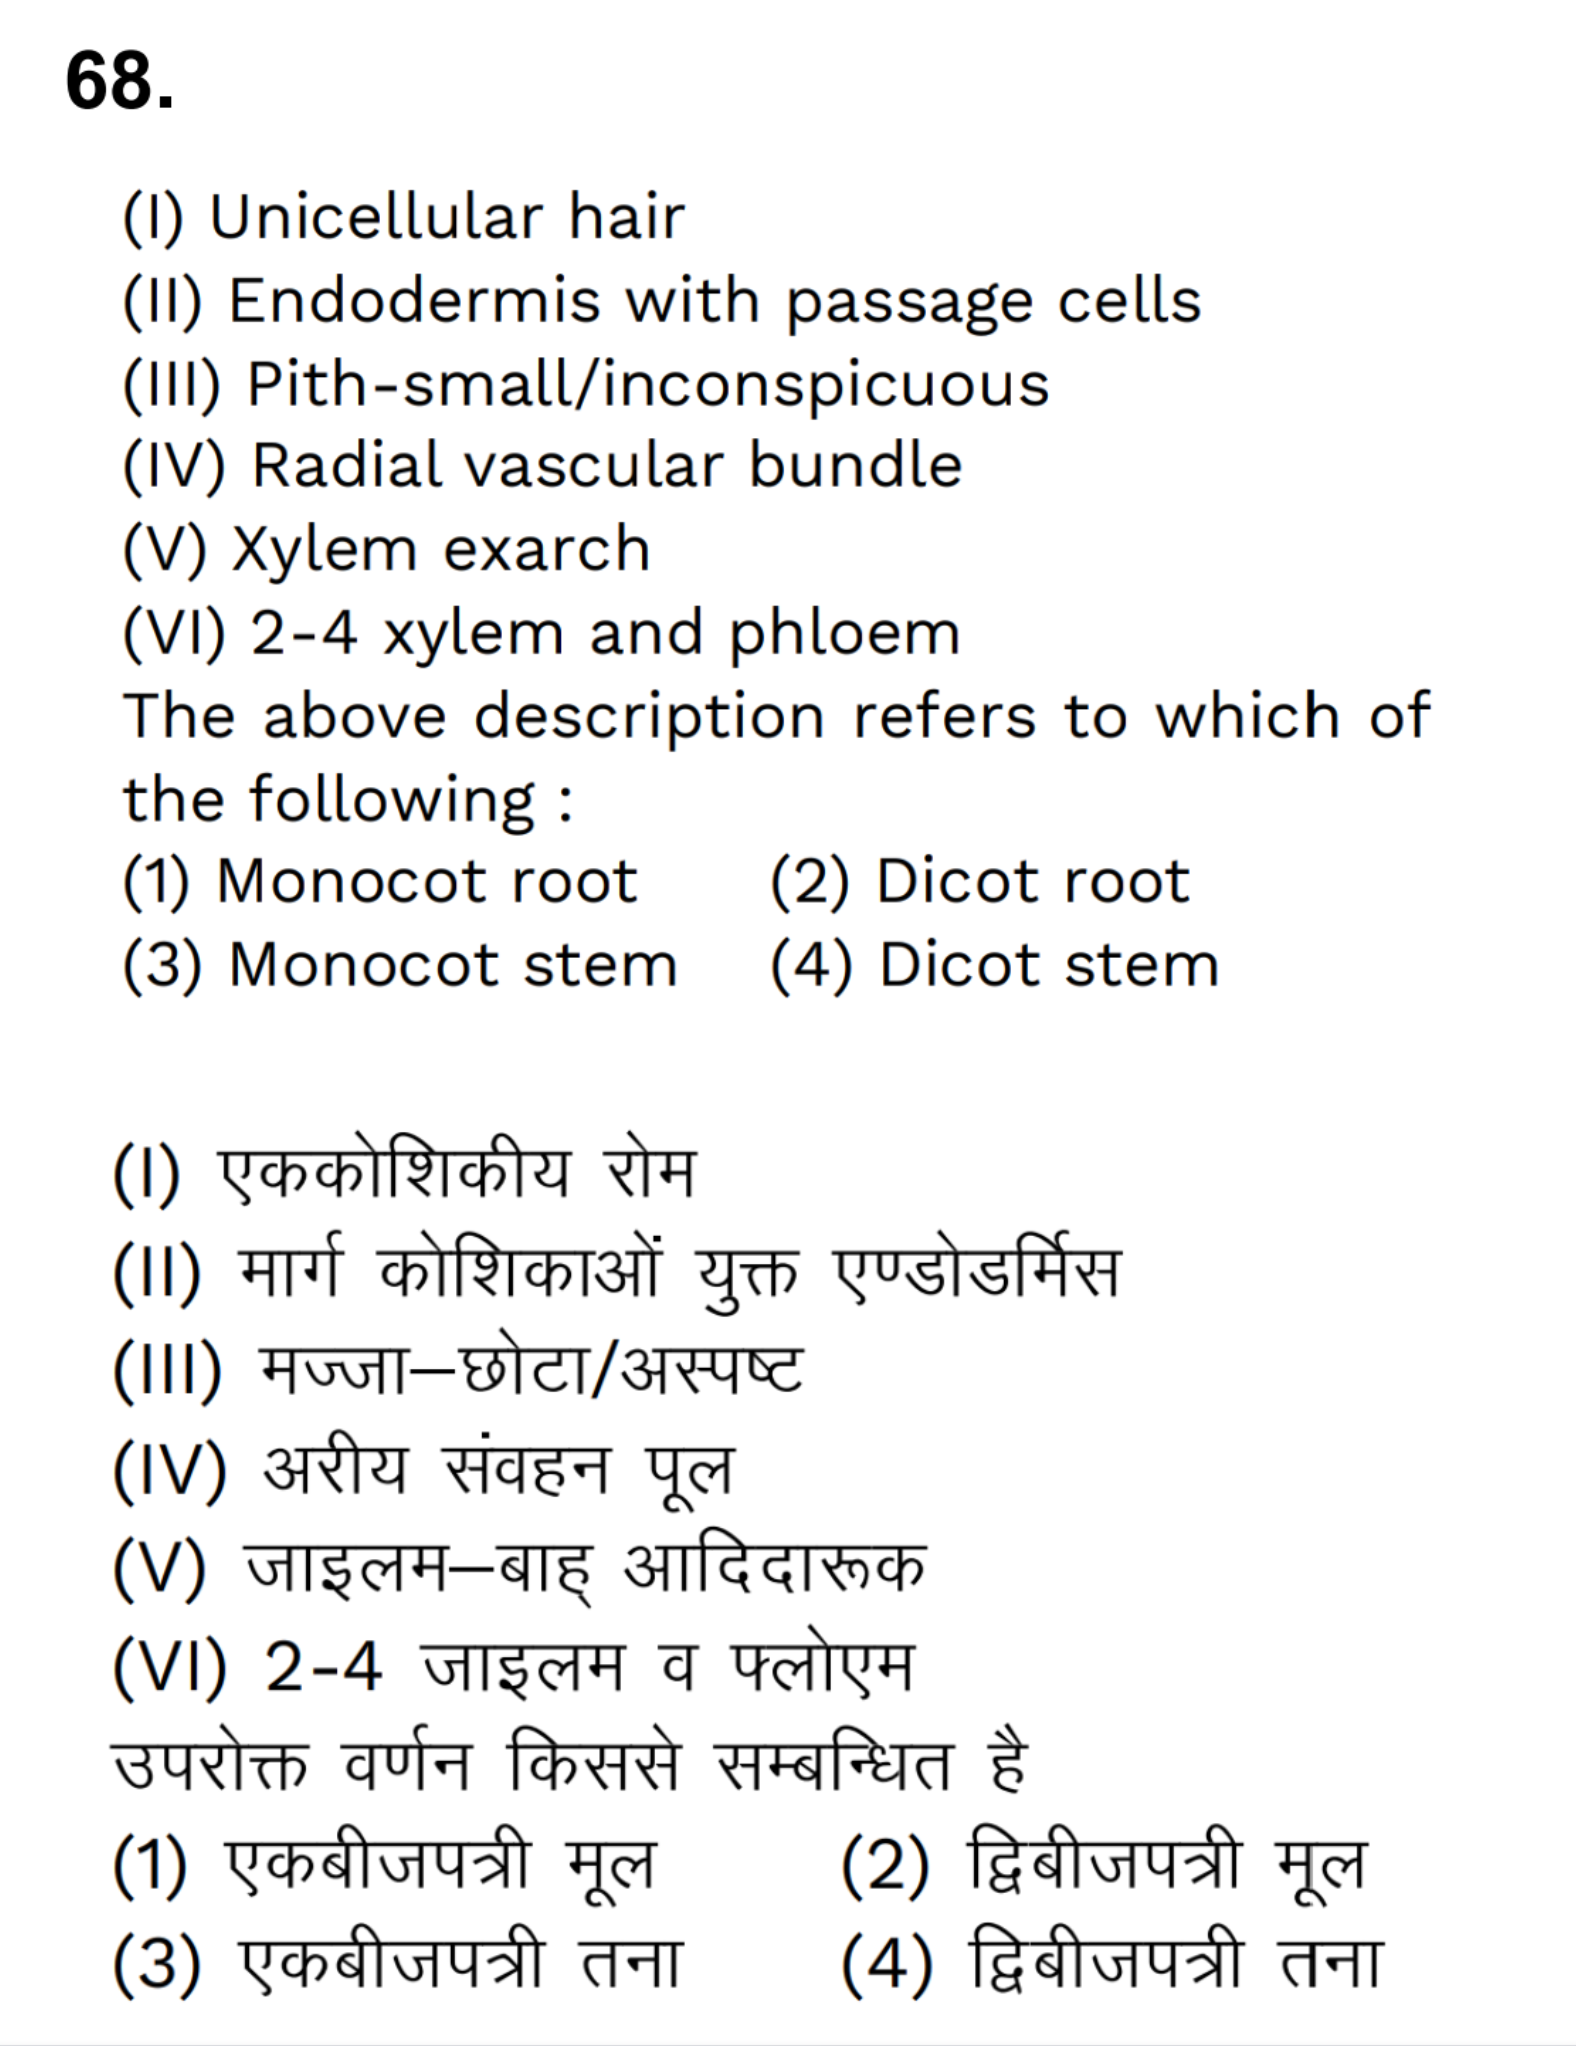 68.
(I) Unicellular hair
(II) Endodermis with passage cells
(III) Pith-small/inconspicuous
(IV) Radial vascular bundle
(V) Xylem exarch
(VI) 2-4 xylem and phloem
The above description refers to which of
the following :
(1) Monocot root (2) Dicot root
(3) Monocot stem (4) Dicot stem
(I) एककोशिकीय रोम
(II) मार्ग कोशिकाओं युक्त एण्डोडर्मिस
(III) मज्जा–छोटा/अस्पष्ट
(IV) अरीय संवहन पूल
(V) जाइलम–बाह् आदिदारूक
(VI) 2-4 जाइलम व फ्लोएम
उपरोक्त वर्णन किससे सम्बन्धित है
(1) एकबीजपत्री मूल (2) द्विबीजपत्री मूल
(3) एकबीजपत्री तना (4) द्विबीजपत्री तना